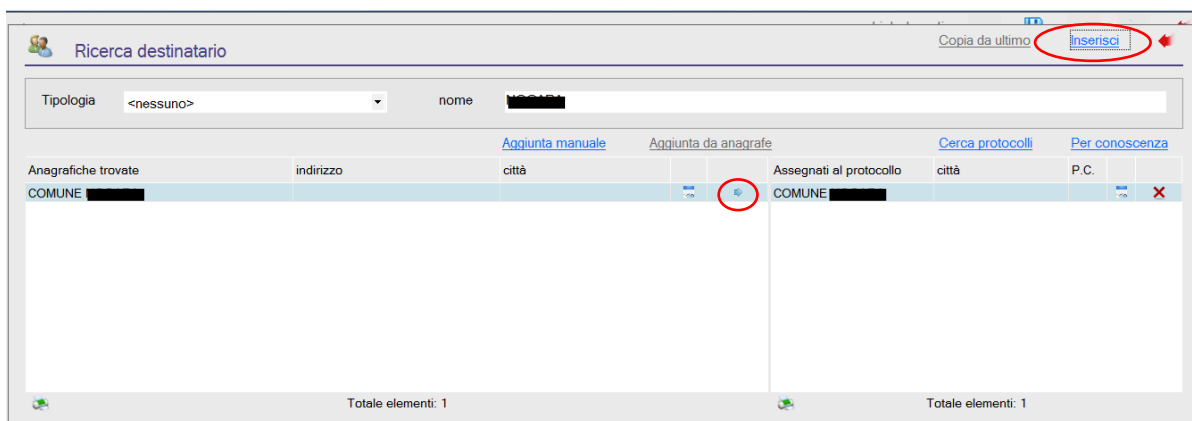 Ricerca destinatario
Copia da ultimo Inserisci
Tipologia <nessuno> nome
Aggiunta manuale Aggiunta da anagrafe Cerca protocolli Per conoscenza
Anagrafiche trovate indirizzo città Assegnati al protocollo città P.C.
COMUNE COMUNE
Totale elementi: 1 Totale elementi: 1